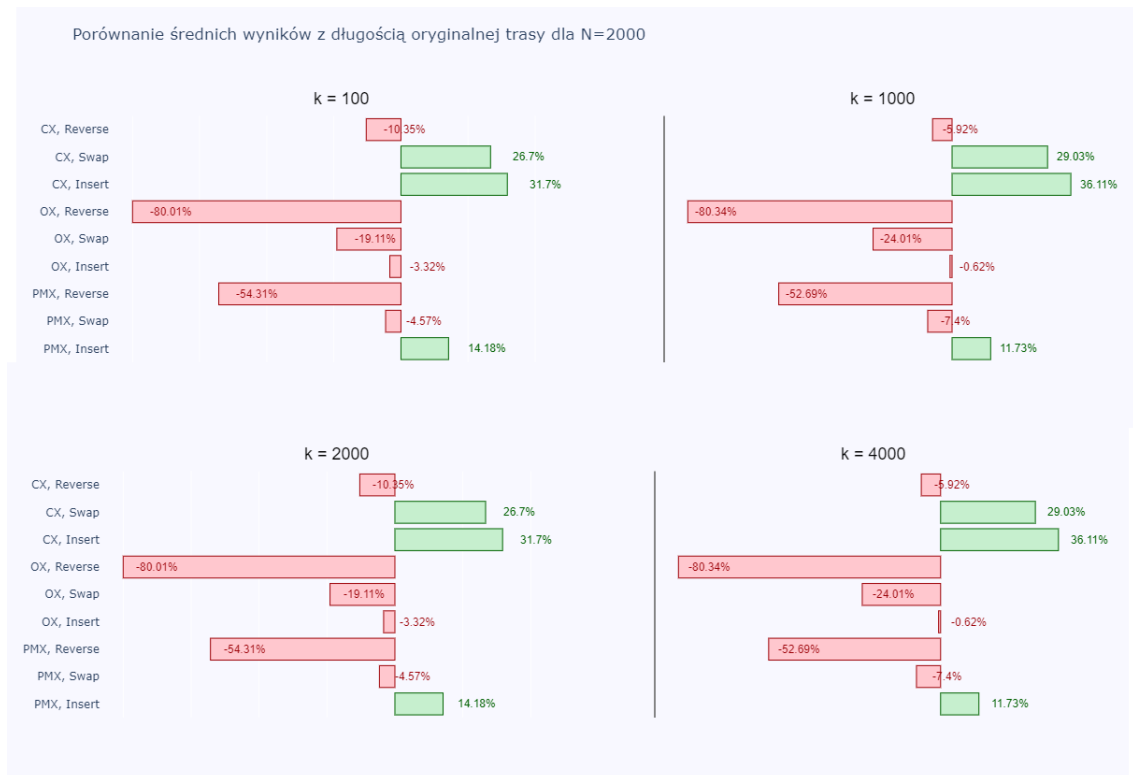 Porównanie średnich wyników z długością oryginalnej trasy dla N=2000
k = 100
k = 1000
CX, Reverse -10.35% -5.92%
CX, Swap 26.7% 29.03%
CX, Insert 31.7% 36.11%
OX, Reverse -80.01% -80.34%
OX, Swap -19.11% -24.01%
OX, Insert -3.32% -0.62%
PMX, Reverse -54.31% -52.69%
PMX, Swap -4.57% -7.4%
PMX, Insert 14.18% 11.73%
k = 2000
k = 4000
CX, Reverse -10.35% -5.92%
CX, Swap 26.7% 29.03%
CX, Insert 31.7% 36.11%
OX, Reverse -80.01% -80.34%
OX, Swap -19.11% -24.01%
OX, Insert -3.32% -0.62%
PMX, Reverse -54.31% -52.69%
PMX, Swap -4.57% -7.4%
PMX, Insert 14.18% 11.73%